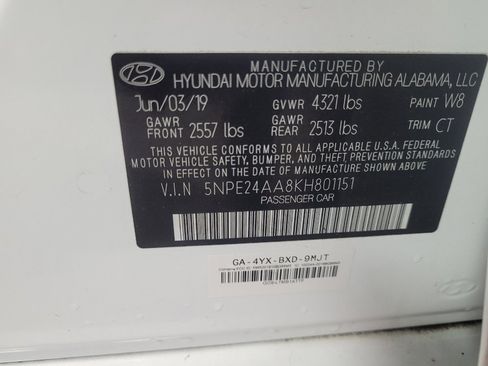 MANUFACTURED BY
HYUNDAI MOTOR MANUFACTURING ALABAMA, LLC
Jun/03/19 GVWR 4321 lbs PAINT W8
GAWR FRONT 2557 lbs GAWR REAR 2513 lbs TRIM CT
THIS VEHICLE CONFORMS TO ALL APPLICABLE U.S.A. FEDERAL
MOTOR VEHICLE SAFETY, BUMPER, AND THEFT PREVENTION STANDARDS
IN EFFECT ON THE DATE OF MANUFACTURE SHOWN ABOVE.
V.I.N 5NPE24AA8KH801151
PASSENGER CAR
GA-4YX-BXD-9MJT